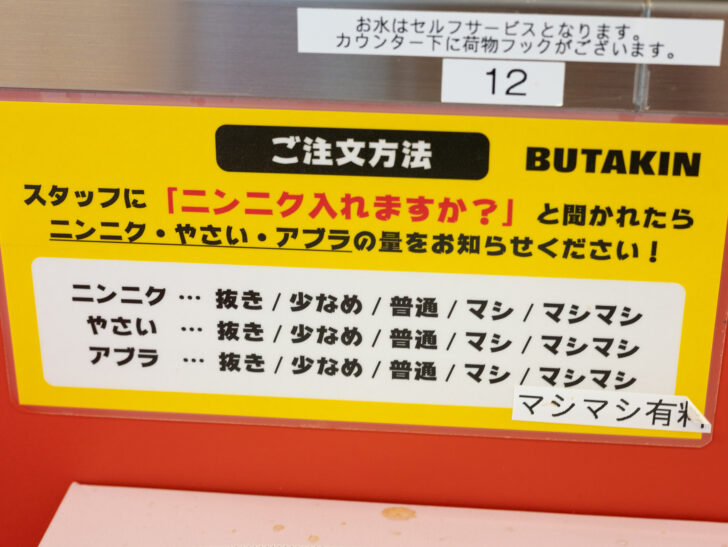 お水はセルフサービスとなります。
カウンター下に荷物フックがございます。
12
ご注文方法
BUTAKIN
スタッフに「ニンニク入れますか？」と聞かれたら
ニンニク・やさい・アブラの量をお知らせください！
ニンニク … 抜き / 少なめ / 普通 / マシ / マシマシ
やさい … 抜き / 少なめ / 普通 / マシ / マシマシ
アブラ … 抜き / 少なめ / 普通 / マシ / マシマシ
マシマシ有料